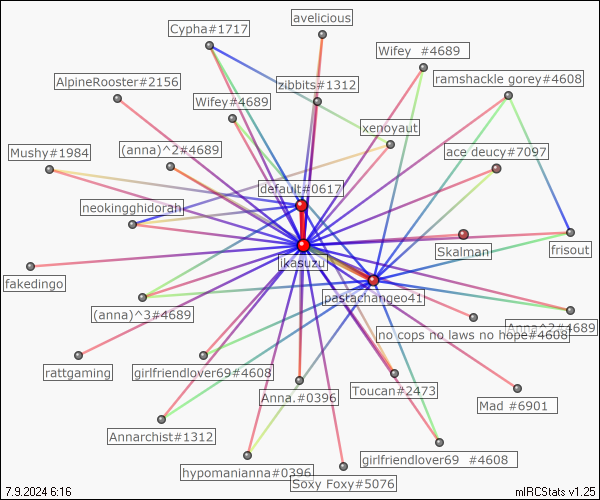 avelicious
Cypha#1717
Wifey  #4689
AlpineRooster#2156
zibbits#1312
ramshackle gorey#4608
Wifey#4689
xenoyaut
Mushy#1984
(anna)^2#4689
ace deucy#7097
default#0617
neokingghidorah
ikasuzu
Skalman
frisout
fakedingo
pastachangeo41
(anna)^3#4689
Anna^2#4689
no cops no laws no hope#4608
rattgaming
girlfriendlover69#4608
Anna.#0396
Toucan#2473
Mad #6901
Annarchist#1312
girlfriendlover69  #4608
hypomanianna#0396
Soxy Foxy#5076
7.9.2024 6:16
mIRCStats v1.25